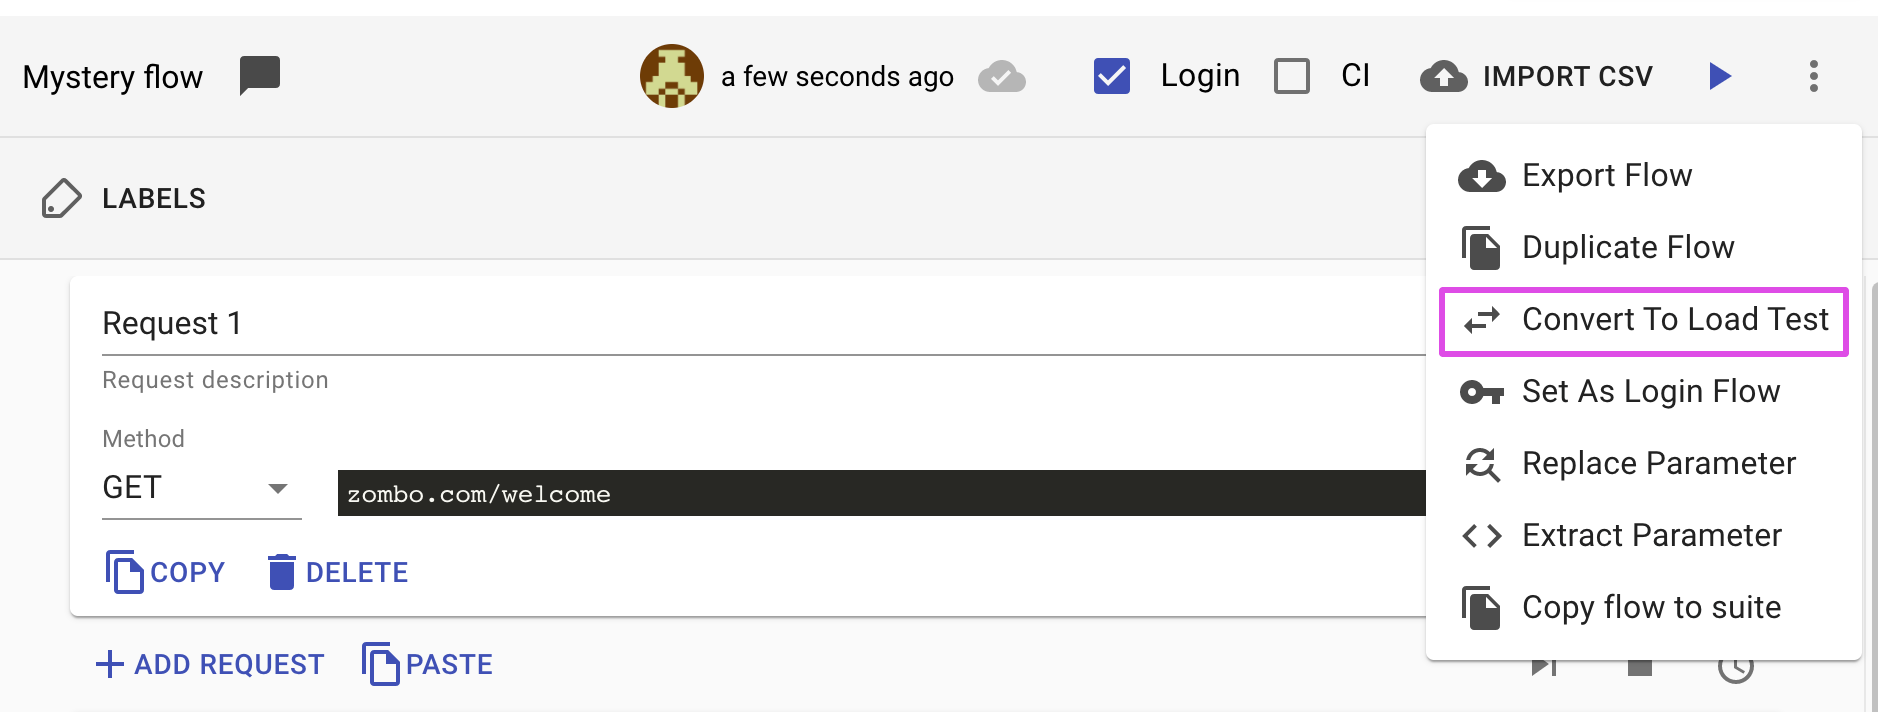 Mystery flow
a few seconds ago
Login
CI
IMPORT CSV
LABELS
Export Flow
Duplicate Flow
Convert To Load Test
Set As Login Flow
Replace Parameter
Extract Parameter
Copy flow to suite
Request 1
Request description
Method
GET
zombo.com/welcome
COPY
DELETE
ADD REQUEST
PASTE